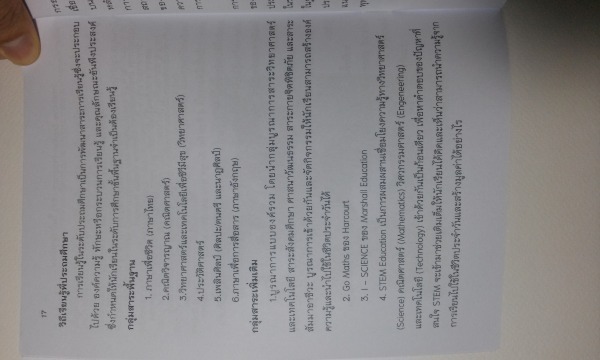 17
วิถีเรียนรู้ที่ประถมศึกษา
การเรียนรู้ในระดับประถมศึกษาเป็นการพัฒนาสาระการเรียนรู้ซึ่งจะประกอบ
ไปด้วย องค์ความรู้ ทักษะหรือกระบวนการเรียนรู้ และคุณลักษณะอันพึงประสงค์
ซึ่งกำหนดให้นักเรียนในระดับการศึกษาขั้นพื้นฐานจำเป็นต้องเรียนรู้
กลุ่มสาระพื้นฐาน
1. ภาษาเพื่อชีวิต (ภาษาไทย)
2.คณิตวิจารณญาณ (คณิตศาสตร์)
3.วิทยาศาสตร์และเทคโนโลยีเพื่อชีวีมีสุข (วิทยาศาสตร์)
4.ประวัติศาสตร์
5.เพลินศิลป์ (ศิลปะ/ดนตรี และนาฏศิลป์)
6.ภาษาเพื่อการสื่อสาร (ภาษาอังกฤษ)
กลุ่มสาระเพิ่มเติม
1.บูรณาการแบบองค์รวม โดยนำกลุ่มบูรณาการสาระวิทยาศาสตร์
และเทคโนโลยี สาระสังคมศึกษา ศาสนาวัฒนธรรม สาระกายจิตพิชิตภัย และสาระ
สัมมาอาชีวะ บูรณาการเข้าด้วยกันและจัดกิจกรรมให้นักเรียนสามารถสร้างองค์
ความรู้และนำไปใช้ในชีวิตประจำวันได้
2. Go Maths ของ Harcourt
3. I – SCIENCE ของ Marshall Education
4. STEM Education เป็นการผสมผสานเชื่อมโยงความรู้ทางวิทยาศาสตร์
(Science) คณิตศาสตร์ (Mathematics) วิศวกรรมศาสตร์ (Engeneering)
และเทคโนโลยี (Technology) เข้าด้วยกันเป็นก้อนเดียว เพื่อหาคำตอบของปัญหาที่
สนใจ STEM จะเข้ามาช่วยเติมเต็มให้นักเรียนได้คิดและเห็นว่าสามารถนำความรู้จาก
การเรียนไปใช้ในชีวิตประจำวันและสร้างมูลค่าได้อย่างไร